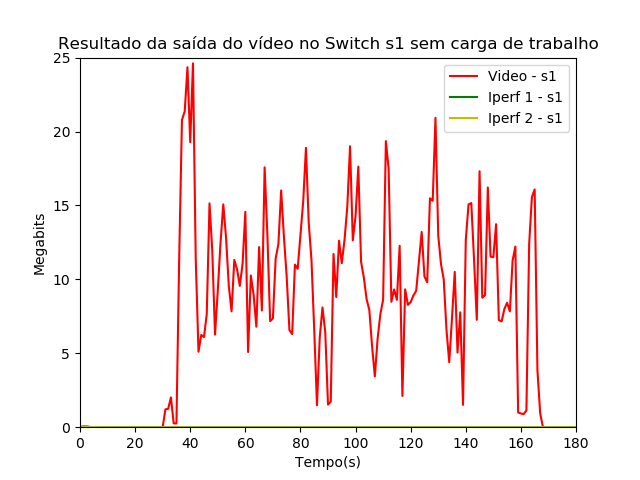 Resultado da saída do vídeo no Switch s1 sem carga de trabalho
25
20
15
10
5
0
Megabits
Video - s1
Iperf 1 - s1
Iperf 2 - s1
0 20 40 60 80 100 120 140 160 180
Tempo(s)